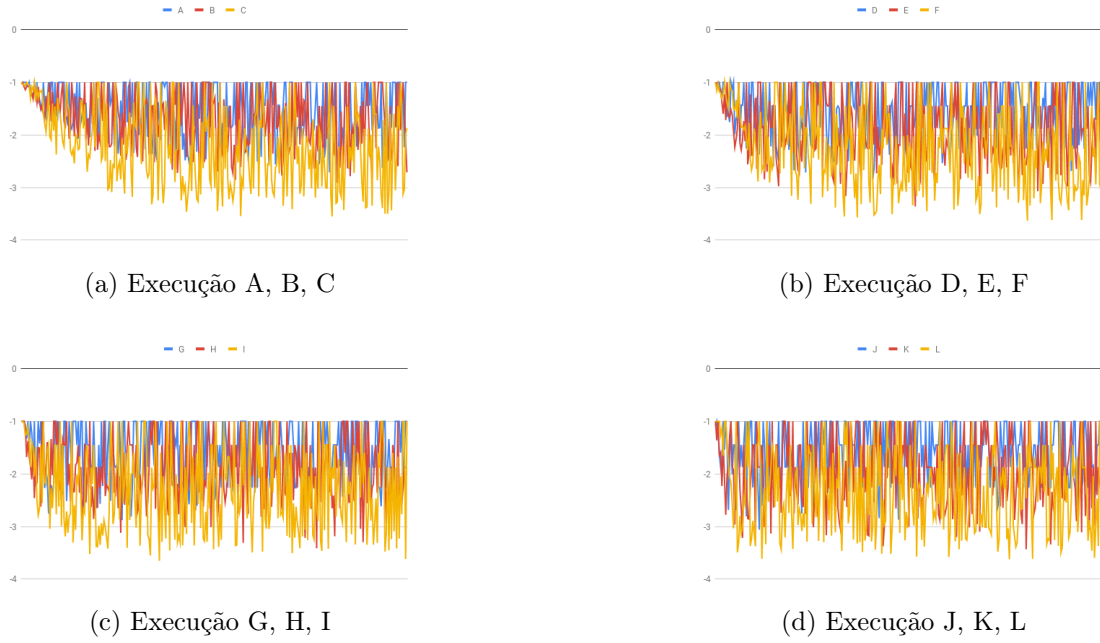 A B C
0
-1
-2
-3
-4
(a) Execução A, B, C
D E F
0
-1
-2
-3
-4
(b) Execução D, E, F
G H I
0
-1
-2
-3
-4
(c) Execução G, H, I
J K L
0
-1
-2
-3
-4
(d) Execução J, K, L